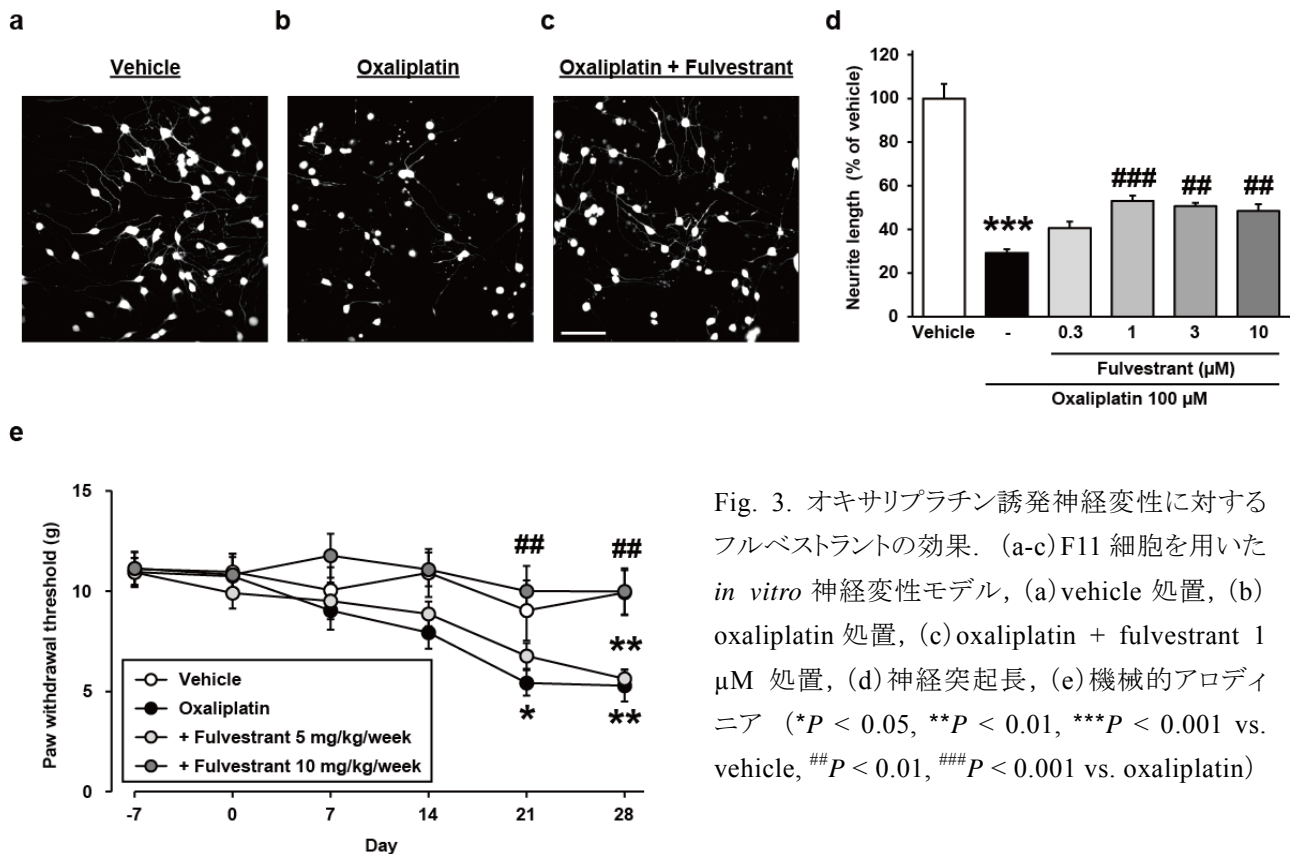 a
b
c
d
Vehicle
Oxaliplatin
Oxaliplatin + Fulvestrant
Neurite length (% of vehicle)
120
100
80
60
40
20
0
***
###
##
##
Vehicle
-
0.3
1
3
10
Fulvestrant (µM)
Oxaliplatin 100 µM
e
Paw withdrawal threshold (g)
15
10
5
0
##
##
**
*
**
Vehicle
Oxaliplatin
+ Fulvestrant 5 mg/kg/week
+ Fulvestrant 10 mg/kg/week
-7
0
7
14
21
28
Day
Fig. 3. オキサリプラチン誘発神経変性に対する
フルベストラントの効果. (a-c)F11 細胞を用いた
in vitro 神経変性モデル, (a)vehicle 処置, (b)
oxaliplatin 処置, (c)oxaliplatin + fulvestrant 1
µM 処置, (d)神経突起長, (e)機械的アロディ
ニア (*P < 0.05, **P < 0.01, ***P < 0.001 vs.
vehicle, ##P < 0.01, ###P < 0.001 vs. oxaliplatin)